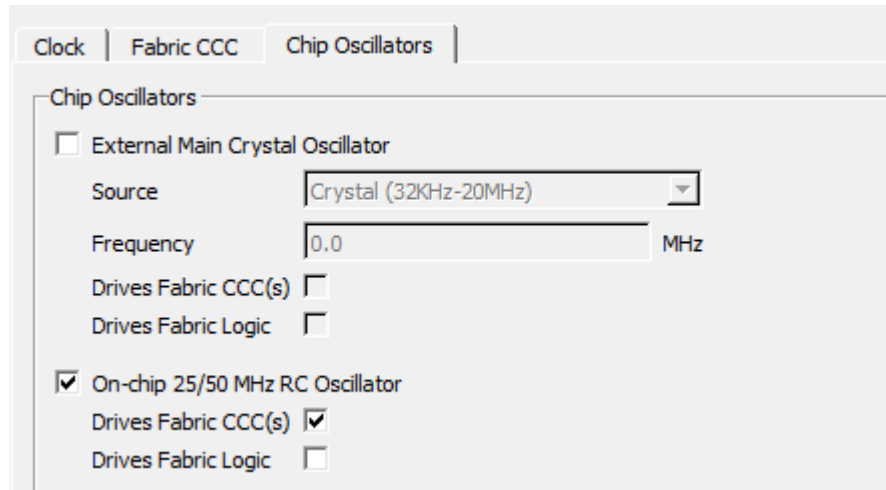 Clock Fabric CCC Chip Oscillators
Chip Oscillators
External Main Crystal Oscillator
Source Crystal (32KHz-20MHz)
Frequency 0.0 MHz
Drives Fabric CCC(s)
Drives Fabric Logic
On-chip 25/50 MHz RC Oscillator
Drives Fabric CCC(s)
Drives Fabric Logic